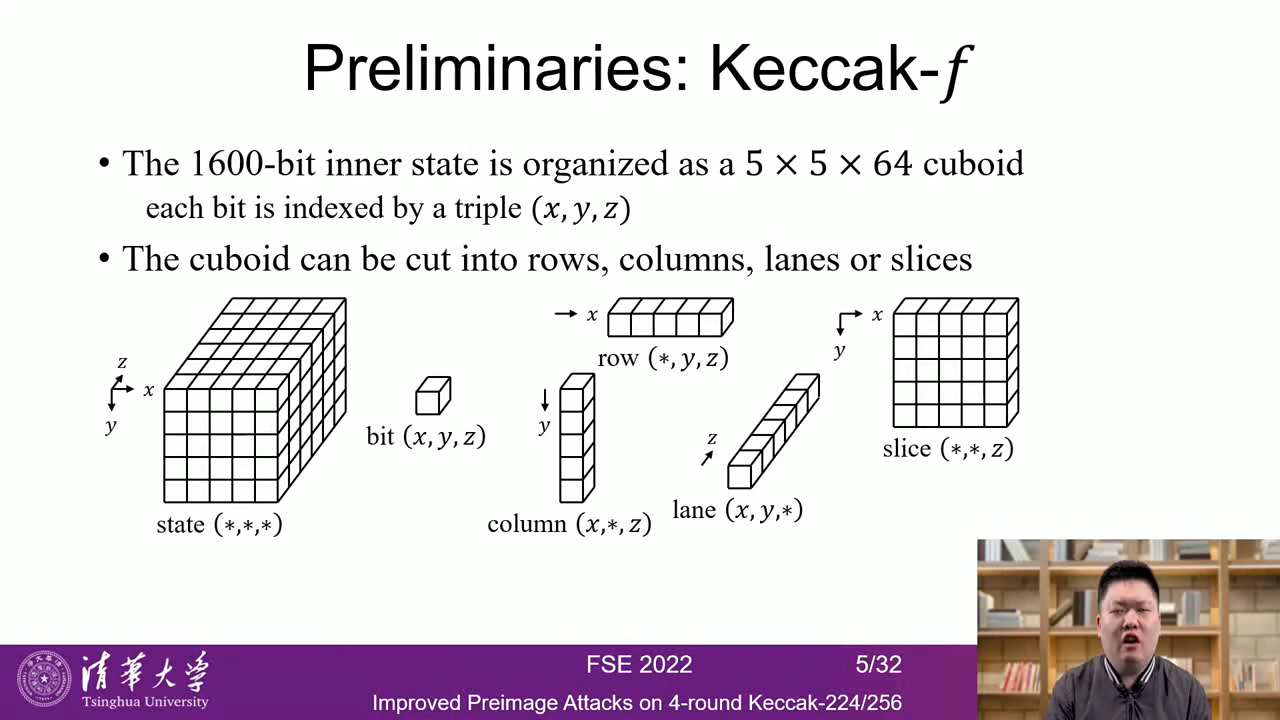 Preliminaries: Keccak-𝑓
• The 1600-bit inner state is organized as a 5 × 5 × 64 cuboid
each bit is indexed by a triple (𝑥, 𝑦, 𝑧)
• The cuboid can be cut into rows, columns, lanes or slices
z
x
y
state (∗,∗,∗)
bit (𝑥, 𝑦, 𝑧)
x
row (∗, 𝑦, 𝑧)
y
column (𝑥,∗, 𝑧)
z
lane (𝑥, 𝑦,∗)
x
y
slice (∗,∗, 𝑧)
清华大学
Tsinghua University
FSE 2022
5/32
Improved Preimage Attacks on 4-round Keccak-224/256